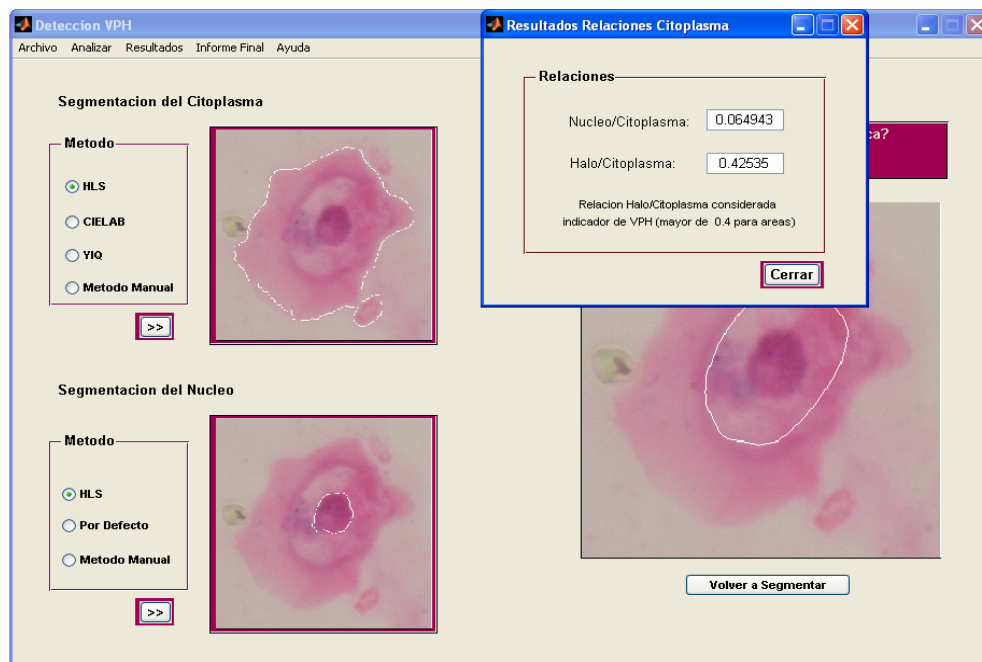 Deteccion VPH
Archivo Analizar Resultados Informe Final Ayuda
Segmentacion del Citoplasma
Metodo
HLS
CIELAB
YIQ
Metodo Manual
>>
Segmentacion del Nucleo
Metodo
HLS
Por Defecto
Metodo Manual
>>
Resultados Relaciones Citoplasma
Relaciones
Nucleo/Citoplasma: 0.064943
Halo/Citoplasma: 0.42535
Relacion Halo/Citoplasma considerada
indicador de VPH (mayor de 0.4 para areas)
Cerrar
Volver a Segmentar